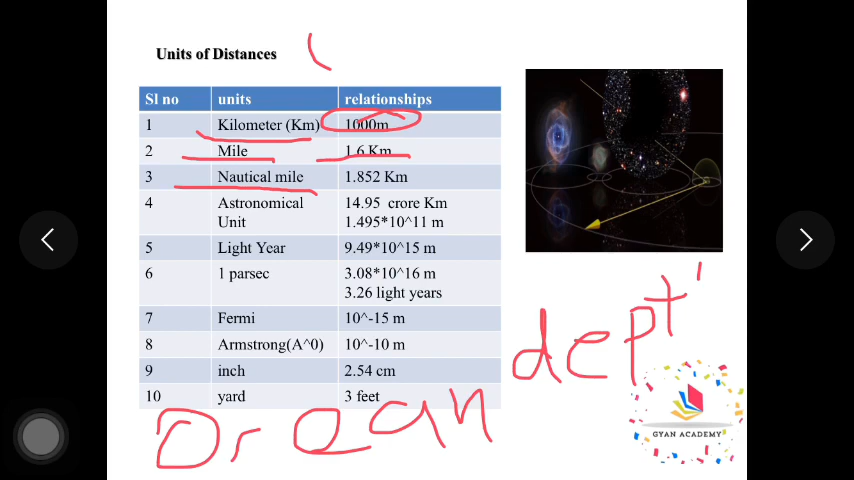 Units of Distances
Sl no units relationships
1 Kilometer (Km) 1000m
2 Mile 1.6 Km
3 Nautical mile 1.852 Km
4 Astronomical Unit 14.95 crore Km
1.495*10^11 m
5 Light Year 9.49*10^15 m
6 1 parsec 3.08*10^16 m
3.26 light years
7 Fermi 10^-15 m
8 Armstrong(A^0) 10^-10 m
9 inch 2.54 cm
10 yard 3 feet
dept
GYAN ACADEMY